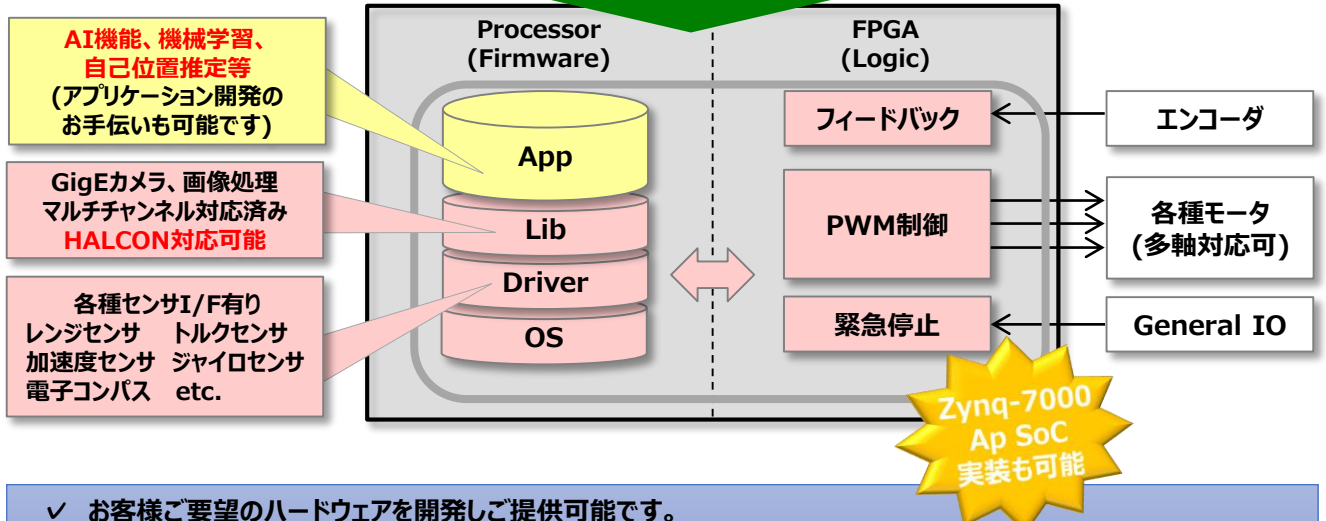 AI機能、機械学習、
自己位置推定等
(アプリケーション開発の
お手伝いも可能です)
GigEカメラ、画像処理
マルチチャンネル対応済み
HALCON対応可能
各種センサI/F有り
レンジセンサ トルクセンサ
加速度センサ ジャイロセンサ
電子コンパス etc.
Processor
(Firmware)
App
Lib
Driver
OS
FPGA
(Logic)
フィードバック
PWM制御
緊急停止
エンコーダ
各種モータ
(多軸対応可)
General IO
Zynq-7000
Ap SoC
実装も可能
✓ お客様ご要望のハードウェアを開発しご提供可能です。